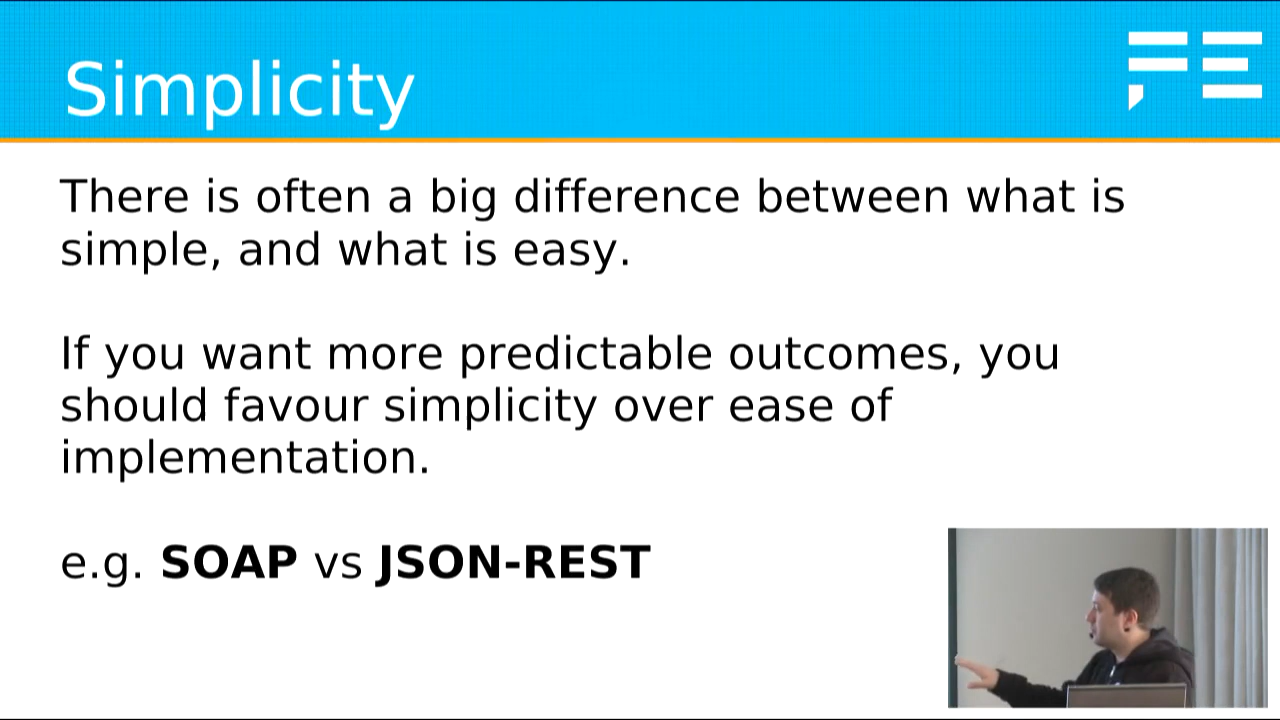 Simplicity
FE
There is often a big difference between what is
simple, and what is easy.
If you want more predictable outcomes, you
should favour simplicity over ease of
implementation.
e.g. SOAP vs JSON-REST